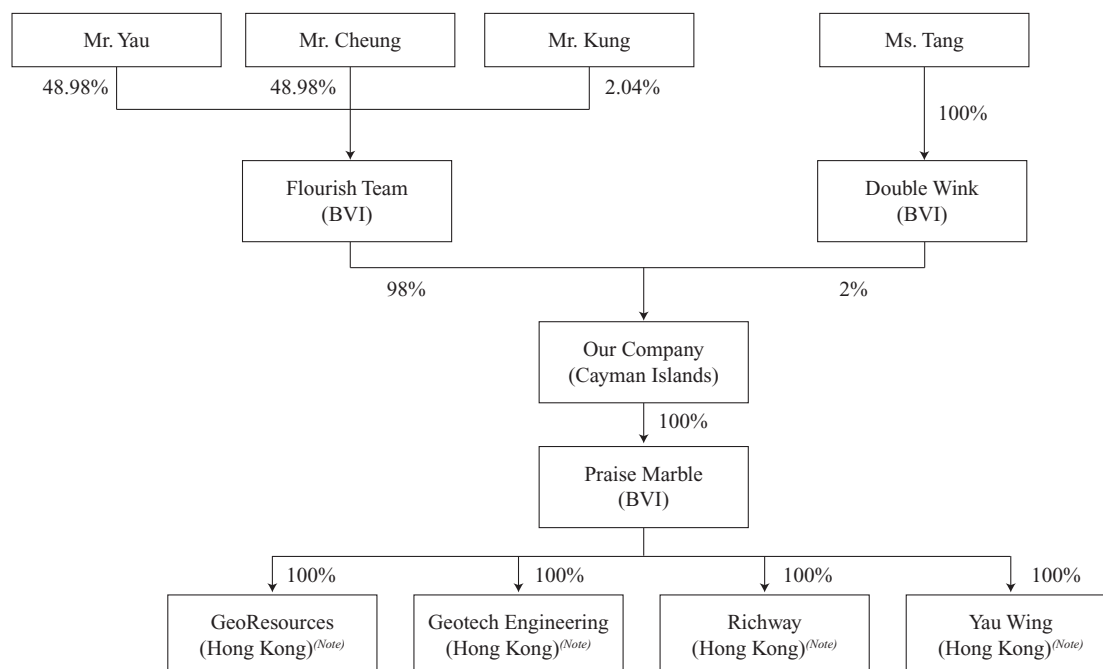 Mr. Yau
Mr. Cheung
Mr. Kung
Ms. Tang
48.98%
48.98%
2.04%
100%
Flourish Team
(BVI)
Double Wink
(BVI)
98%
2%
Our Company
(Cayman Islands)
100%
Praise Marble
(BVI)
100%
100%
100%
100%
GeoResources
(Hong Kong)(Note)
Geotech Engineering
(Hong Kong)(Note)
Richway
(Hong Kong)(Note)
Yau Wing
(Hong Kong)(Note)